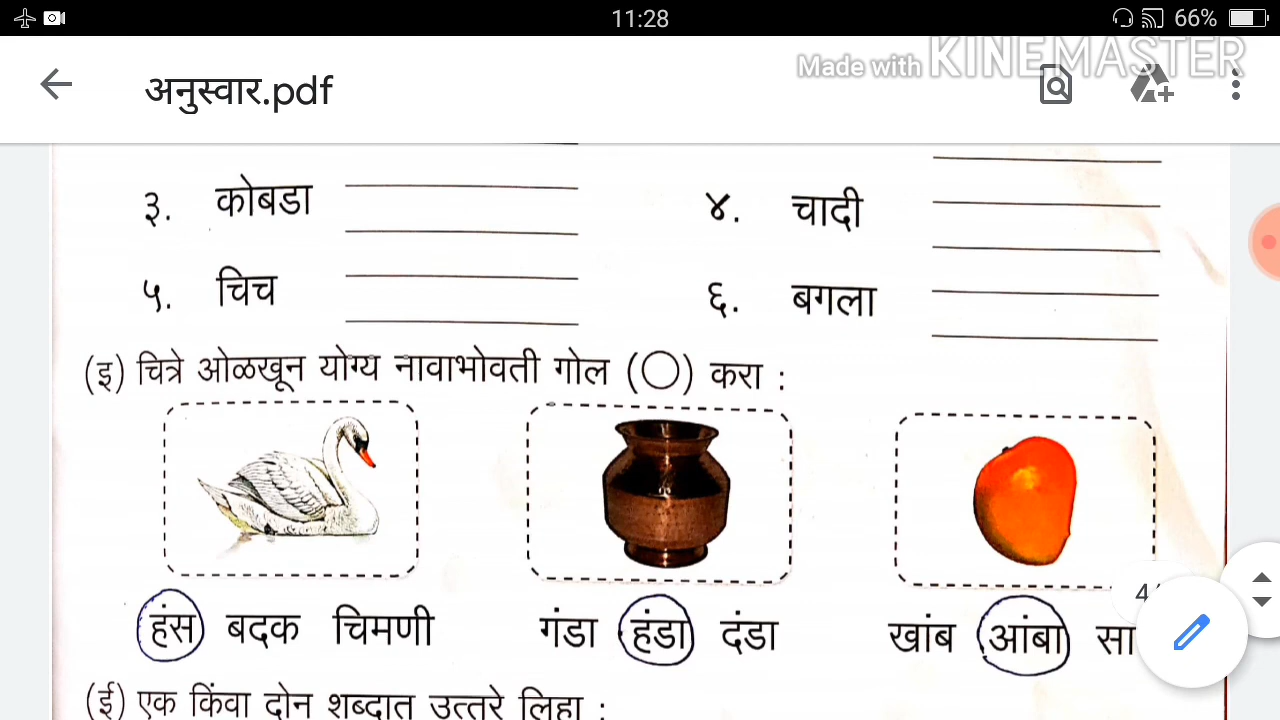 11:28
66%
Made with KINEMASTER
अनुस्वार.pdf
३. कोबडा ४. चादी
५. चिच ६. बगला
(इ) चित्रे ओळखून योग्य नावाभोवती गोल (◯) करा :
हंस बदक चिमणी गंडा हंडा दंडा खांब आंबा
(ई) एक किंवा दोन शब्दात उत्तरे लिहा :